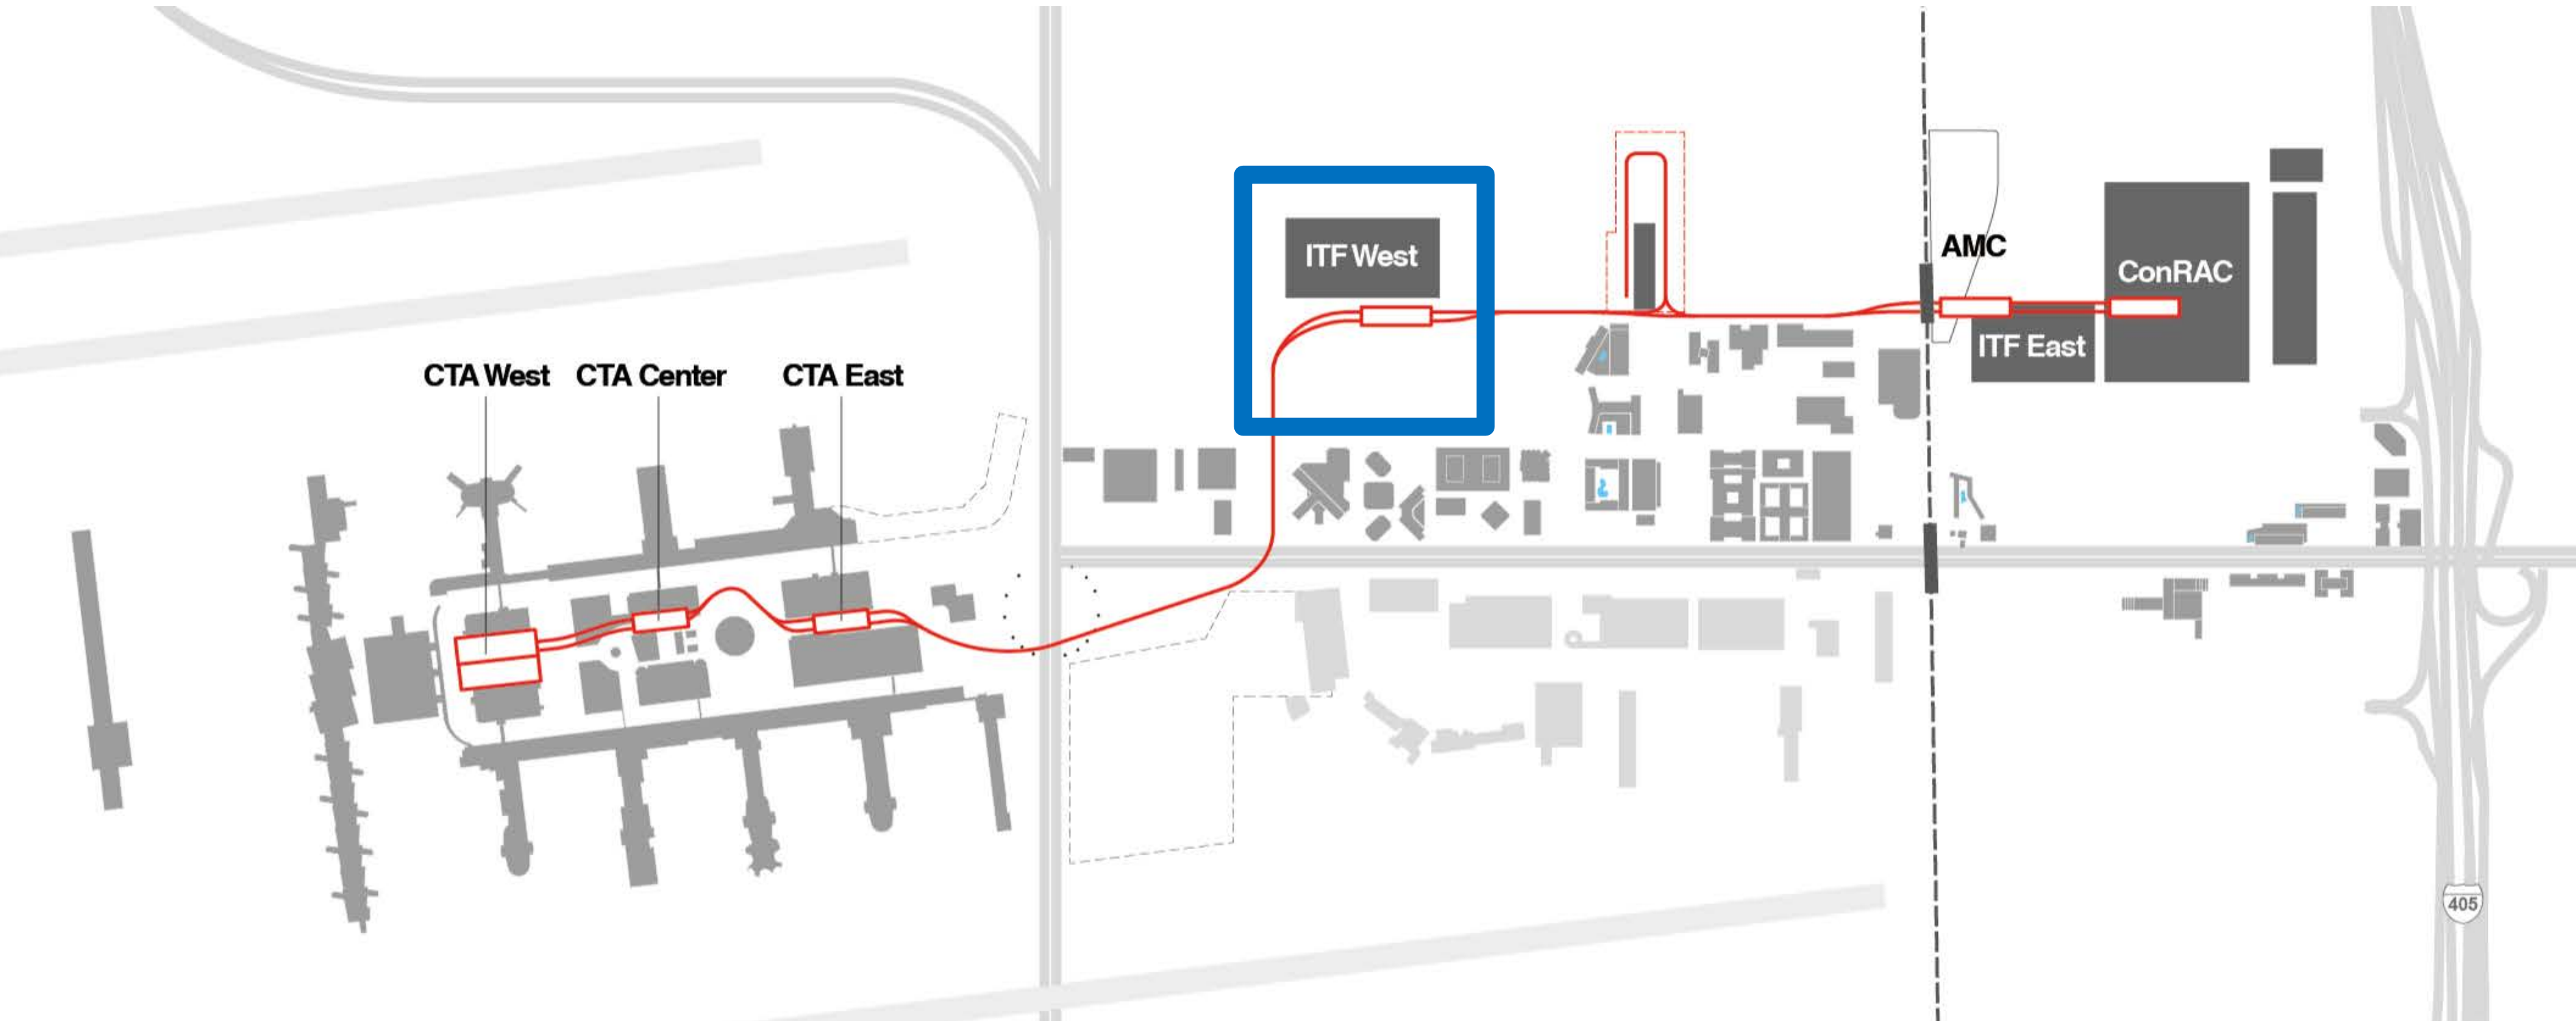 ITF West
AMC
ConRAC
ITF East
CTA West
CTA Center
CTA East
405